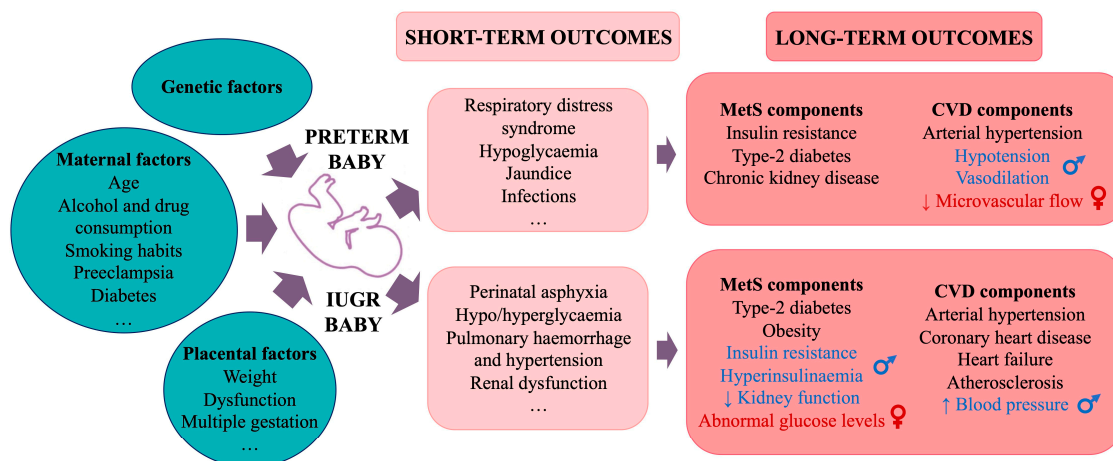 SHORT-TERM OUTCOMES
LONG-TERM OUTCOMES
Genetic factors
Maternal factors
Age
Alcohol and drug
consumption
Smoking habits
Preeclampsia
Diabetes
…
Placental factors
Weight
Dysfunction
Multiple gestation
…
PRETERM
BABY
IUGR
BABY
Respiratory distress
syndrome
Hypoglycaemia
Jaundice
Infections
…
MetS components
Insulin resistance
Type-2 diabetes
Chronic kidney disease
CVD components
Arterial hypertension
Hypotension
Vasodilation
♂
↓ Microvascular flow ♀
Perinatal asphyxia
Hypo/hyperglycaemia
Pulmonary haemorrhage
and hypertension
Renal dysfunction
…
MetS components
Type-2 diabetes
Obesity
Insulin resistance
Hyperinsulinaemia ♂
↓ Kidney function
Abnormal glucose levels ♀
CVD components
Arterial hypertension
Coronary heart disease
Heart failure
Atherosclerosis
↑ Blood pressure ♂